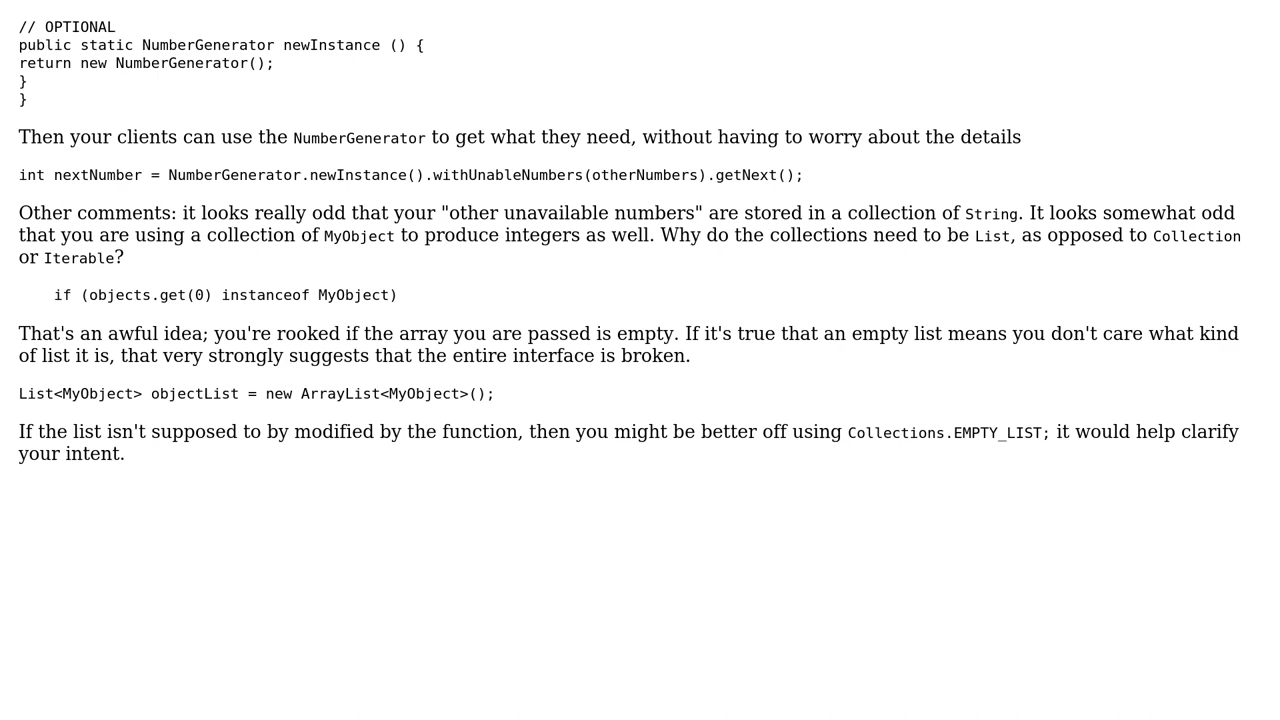 // OPTIONAL
public static NumberGenerator newInstance () {
return new NumberGenerator();
}
}
Then your clients can use the NumberGenerator to get what they need, without having to worry about the details
int nextNumber = NumberGenerator.newInstance().withUnableNumbers(otherNumbers).getNext();
Other comments: it looks really odd that your "other unavailable numbers" are stored in a collection of String. It looks somewhat odd
that you are using a collection of MyObject to produce integers as well. Why do the collections need to be List, as opposed to Collection
or Iterable?
if (objects.get(0) instanceof MyObject)
That's an awful idea; you're rooked if the array you are passed is empty. If it's true that an empty list means you don't care what kind
of list it is, that very strongly suggests that the entire interface is broken.
List<MyObject> objectList = new ArrayList<MyObject>();
If the list isn't supposed to by modified by the function, then you might be better off using Collections.EMPTY_LIST; it would help clarify
your intent.